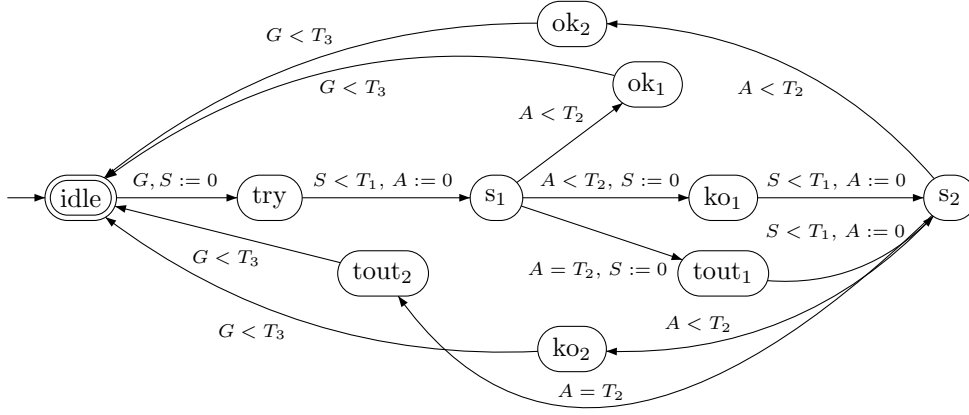 ok₂
G < T₃
G < T₃
ok₁
A < T₂
A < T₂
idle
G, S := 0
try
S < T₁, A := 0
s₁
A < T₂, S := 0
ko₁
S < T₁, A := 0
s₂
S < T₁, A := 0
G < T₃
tout₂
A = T₂, S := 0
tout₁
G < T₃
ko₂
A < T₂
A = T₂